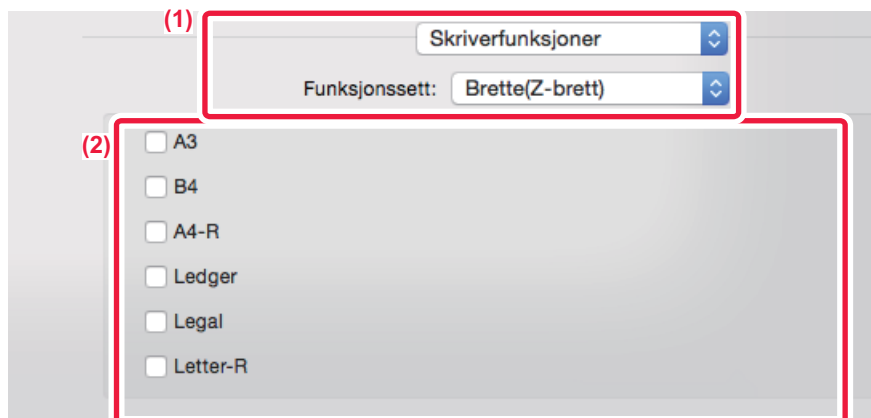 (1)
Skriverfunksjoner
Funksjonssett: Brette(Z-brett)
(2)
A3
B4
A4-R
Ledger
Legal
Letter-R